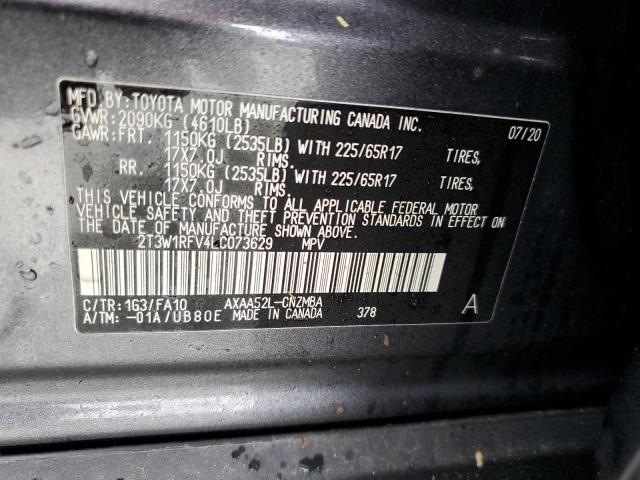 MFD.BY:TOYOTA MOTOR MANUFACTURING CANADA INC.
GVWR:2090KG (4610LB) 07/20
GAWR:FRT. 1150KG (2535LB) WITH 225/65R17 TIRES,
17X7.0J RIMS.
RR. 1150KG (2535LB) WITH 225/65R17 TIRES,
17X7.0J RIMS.
THIS VEHICLE CONFORMS TO ALL APPLICABLE FEDERAL MOTOR
VEHICLE SAFETY AND THEFT PREVENTION STANDARDS IN EFFECT ON
THE DATE OF MANUFACTURE SHOWN ABOVE.
2T3W1RFV4LC073629 MPV
C/TR:1G3/FA10 AXAA52L-CNZMBA
A/TM:-01A/UB80E MADE IN CANADA 378 A